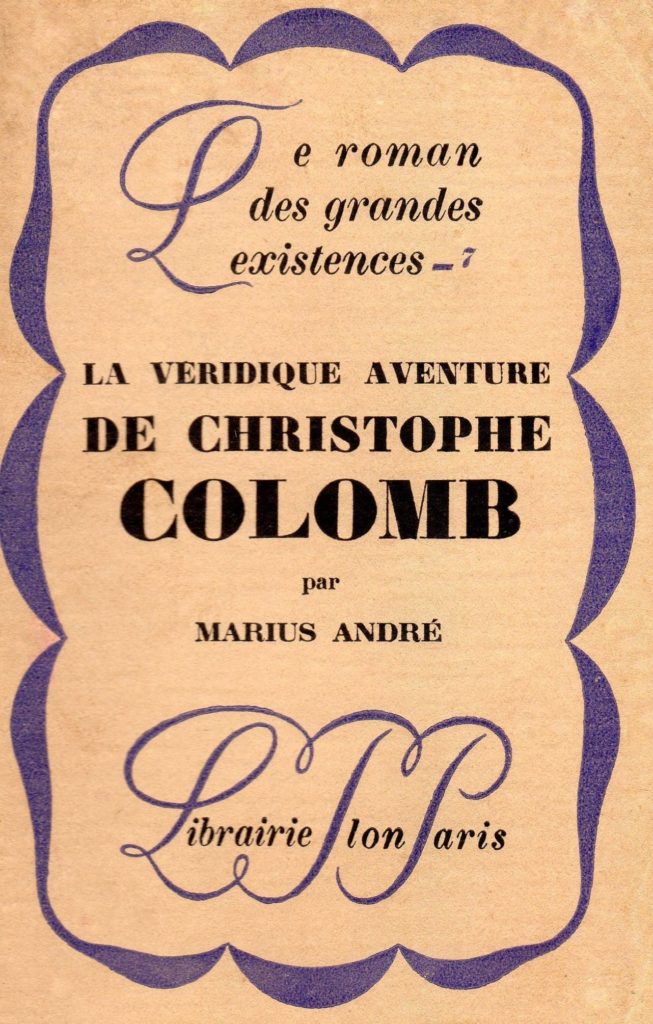 Le roman
des grandes
existences - 7
LA VÉRIDIQUE AVENTURE
DE CHRISTOPHE
COLOMB
par
MARIUS ANDRÉ
Librairie Plon Paris